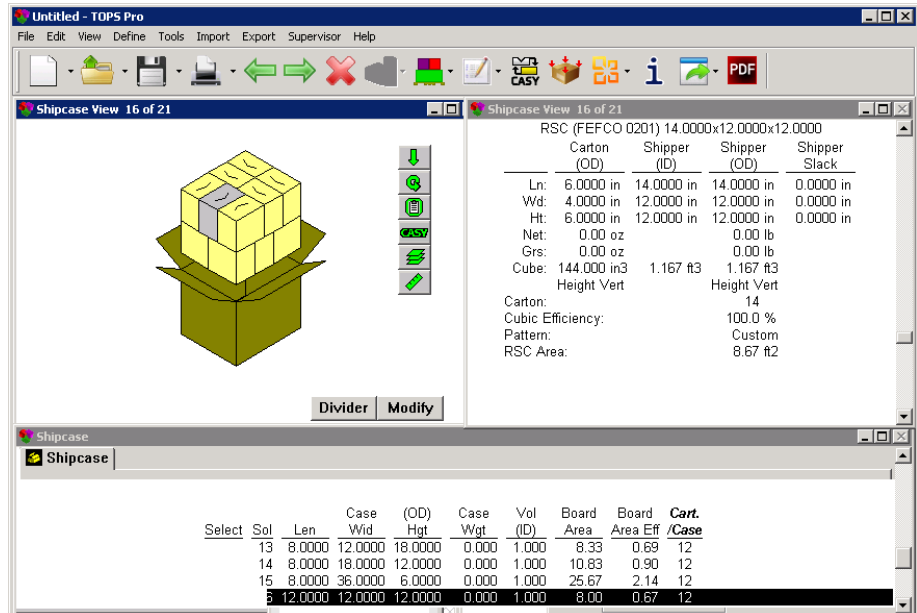 Untitled - TOPS Pro
File Edit View Define Tools Import Export Supervisor Help
CASY
PDF
Shipcase View 16 of 21
CASY
Divider Modify
Shipcase View 16 of 21
RSC (FEFCO 0201) 14.0000x12.0000x12.0000
Carton Shipper Shipper Shipper
(OD) (ID) (OD) Slack
Ln: 6.0000 in 14.0000 in 14.0000 in 0.0000 in
Wd: 4.0000 in 12.0000 in 12.0000 in 0.0000 in
Ht: 6.0000 in 12.0000 in 12.0000 in 0.0000 in
Net: 0.00 oz 0.00 lb
Grs: 0.00 oz 0.00 lb
Cube: 144.000 in3 1.167 ft3 1.167 ft3
Height Vert Height Vert
Carton: 14
Cubic Efficiency: 100.0 %
Pattern: Custom
RSC Area: 8.67 ft2
Shipcase
Shipcase
Case (OD) Case Vol Board Board Cart.
Select Sol Len Wid Hgt Wgt (ID) Area Area Eff /Case
13 8.0000 12.0000 18.0000 0.000 1.000 8.33 0.69 12
14 8.0000 18.0000 12.0000 0.000 1.000 10.83 0.90 12
15 8.0000 36.0000 6.0000 0.000 1.000 25.67 2.14 12
6 12.0000 12.0000 12.0000 0.000 1.000 8.00 0.67 12